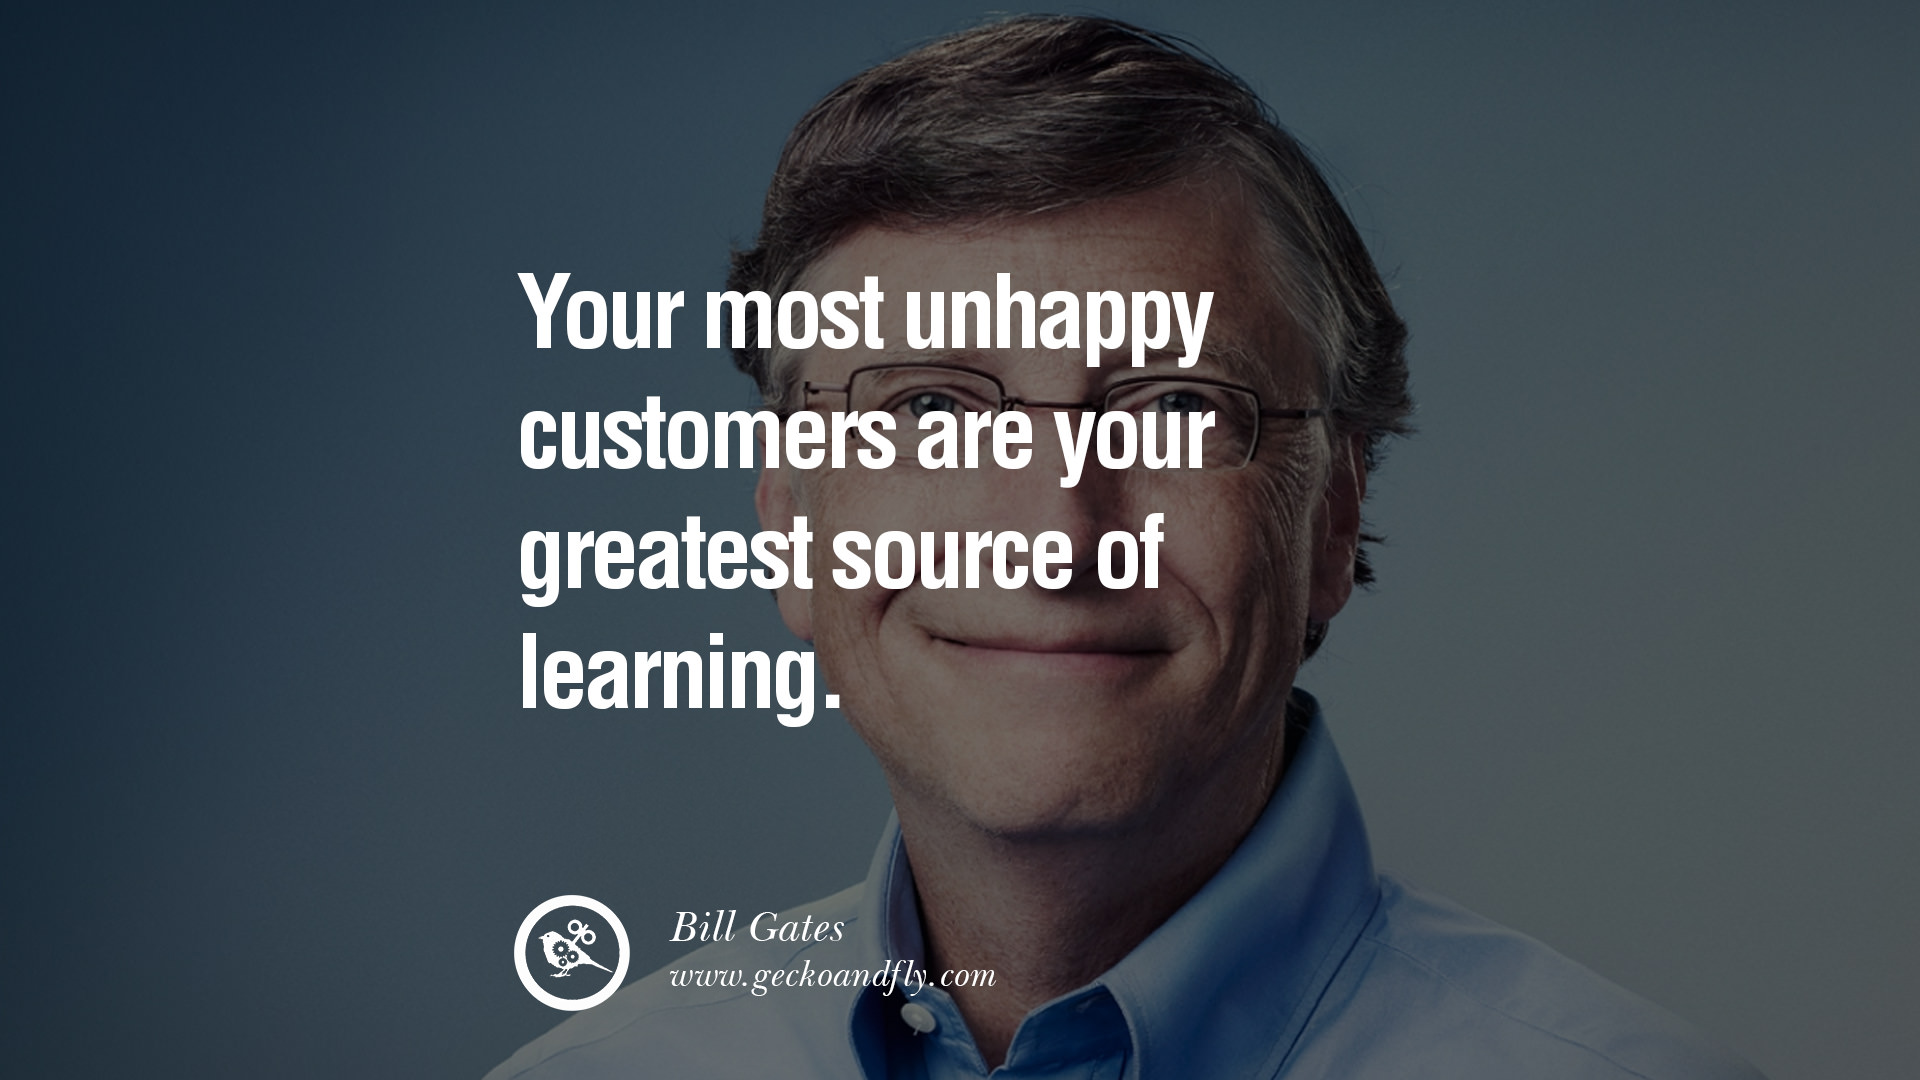 Your most unhappy
customers are your
greatest source of
learning.
Bill Gates
www.geckoandfly.com